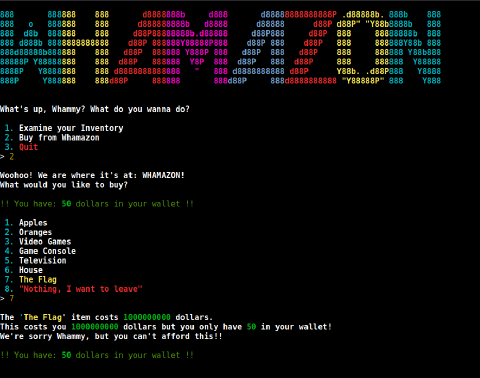 WHAMAZON
What's up, Whammy? What do you wanna do?
1. Examine your Inventory
2. Buy from Whamazon
3. Quit
> 2
Woohoo! We are where it's at: WHAMAZON!
What would you like to buy?
!! You have: 50 dollars in your wallet !!
1. Apples
2. Oranges
3. Video Games
4. Game Console
5. Television
6. House
7. The Flag
8. "Nothing, I want to leave"
> 7
The 'The Flag' item costs 1000000000 dollars.
This costs you 1000000000 dollars but you only have 50 in your wallet!
We're sorry Whammy, but you can't afford this!!
!! You have: 50 dollars in your wallet !!